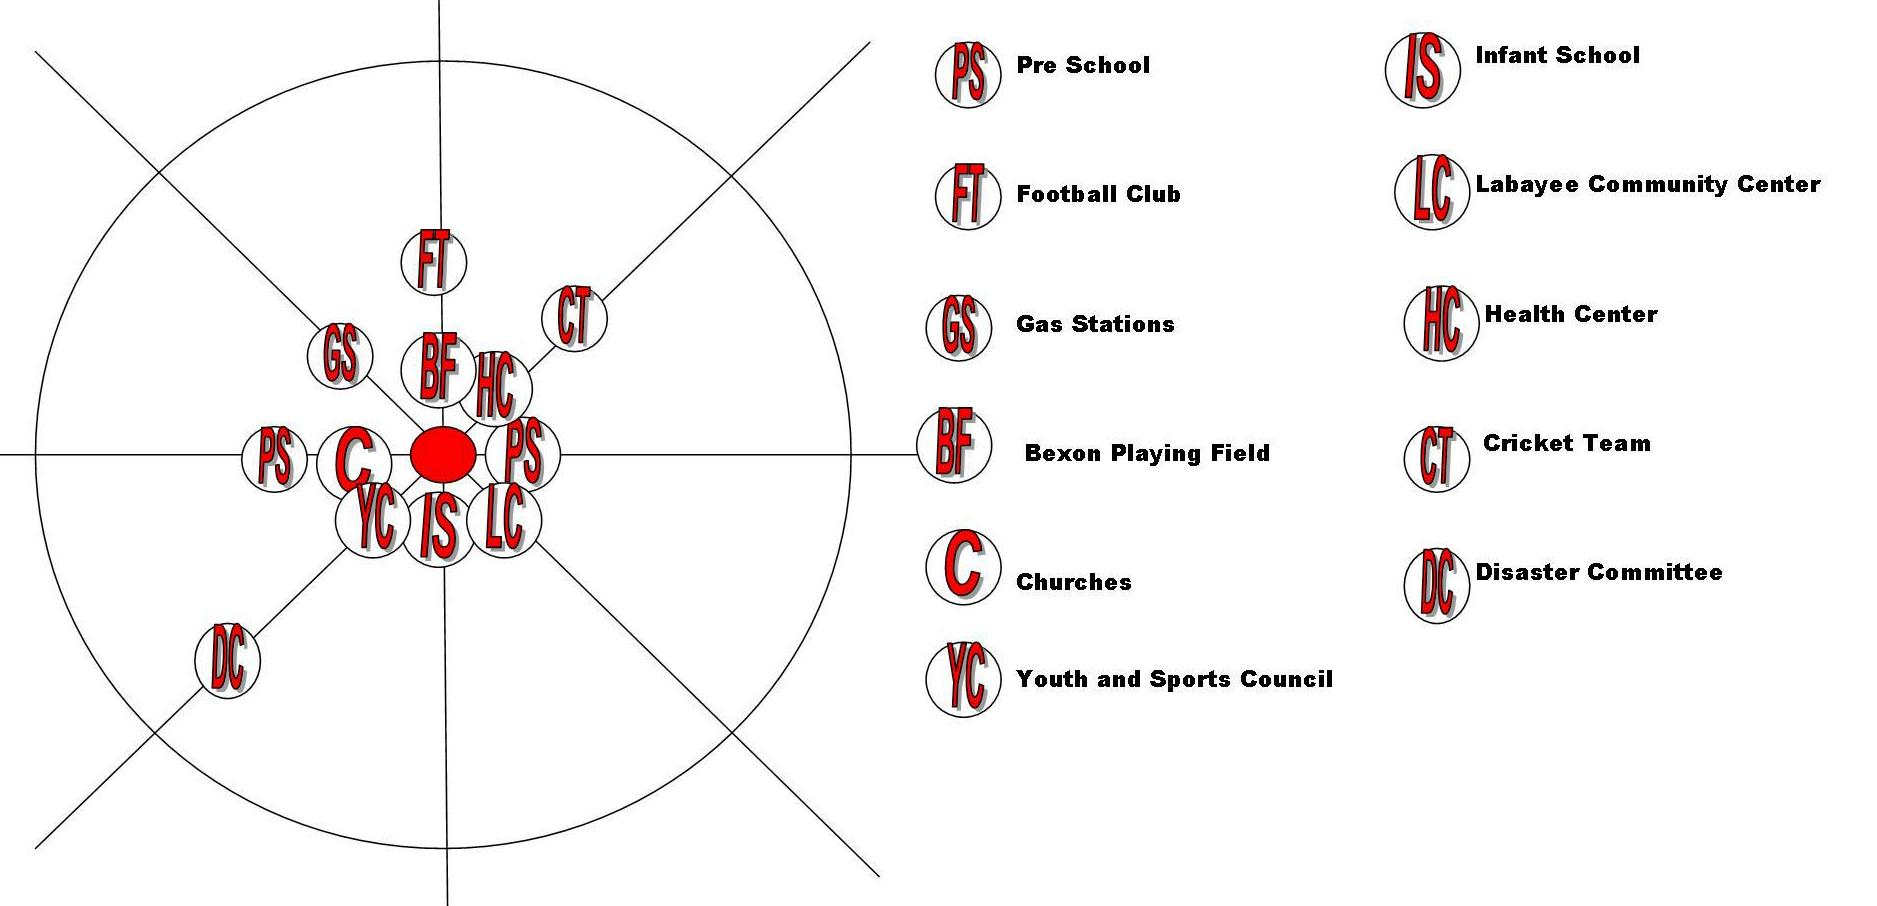 FT
CT
GS
BF
HC
PS
C
PS
YC
IS
LC
DC
PS Pre School
FT Football Club
GS Gas Stations
BF Bexon Playing Field
C Churches
YC Youth and Sports Council
IS Infant School
LC Labayee Community Center
HC Health Center
CT Cricket Team
DC Disaster Committee